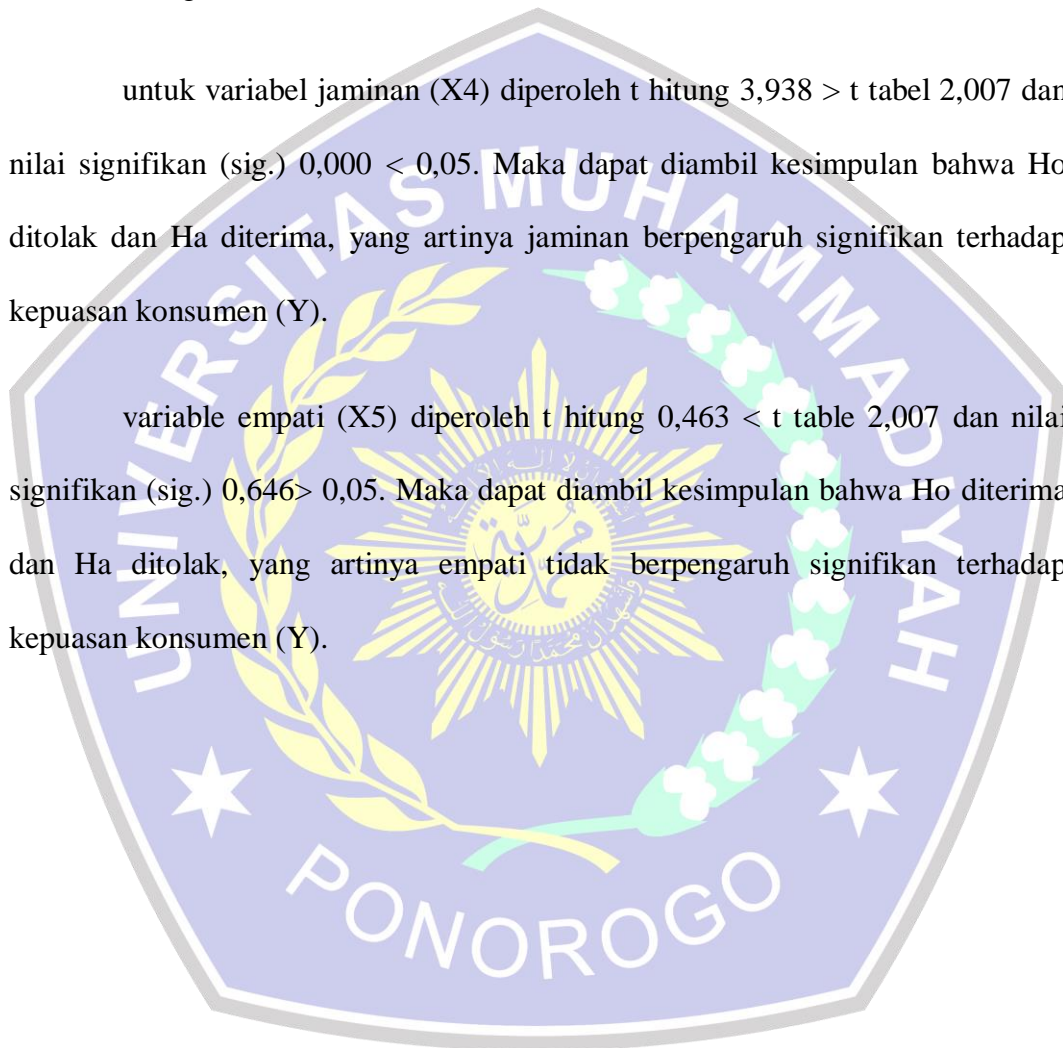 untuk variabel jaminan (X4) diperoleh t hitung 3,938 > t tabel 2,007 dan
nilai signifikan (sig.) 0,000 < 0,05. Maka dapat diambil kesimpulan bahwa Ho
ditolak dan Ha diterima, yang artinya jaminan berpengaruh signifikan terhadap
kepuasan konsumen (Y).
variable empati (X5) diperoleh t hitung 0,463 < t table 2,007 dan nilai
signifikan (sig.) 0,646> 0,05. Maka dapat diambil kesimpulan bahwa Ho diterima
dan Ha ditolak, yang artinya empati tidak berpengaruh signifikan terhadap
kepuasan konsumen (Y).
UNIVERSITAS MUHAMMADIYAH
PONOROGO